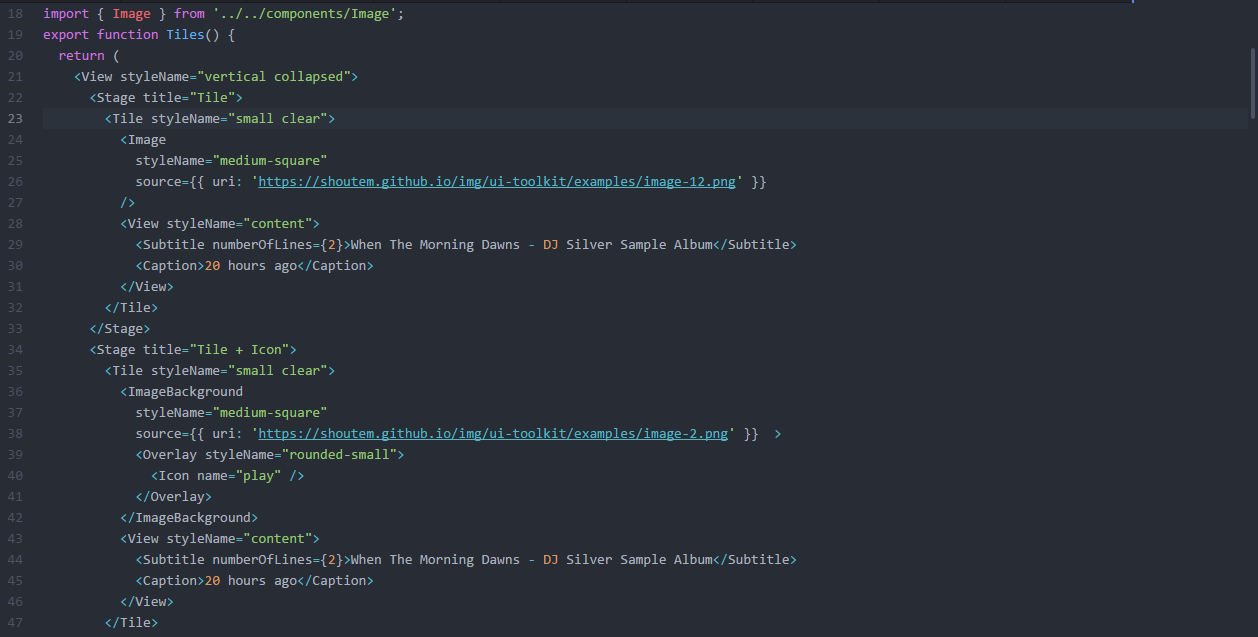 18 import { Image } from '../../components/Image';
19 export function Tiles() {
20   return (
21     <View styleName="vertical collapsed">
22       <Stage title="Tile">
23         <Tile styleName="small clear">
24           <Image
25             styleName="medium-square"
26             source={{ uri: 'https://shoutem.github.io/img/ui-toolkit/examples/image-12.png' }}
27           />
28           <View styleName="content">
29             <Subtitle numberOfLines={2}>When The Morning Dawns - DJ Silver Sample Album</Subtitle>
30             <Caption>20 hours ago</Caption>
31           </View>
32         </Tile>
33       </Stage>
34       <Stage title="Tile + Icon">
35         <Tile styleName="small clear">
36           <ImageBackground
37             styleName="medium-square"
38             source={{ uri: 'https://shoutem.github.io/img/ui-toolkit/examples/image-2.png' }}  >
39             <Overlay styleName="rounded-small">
40               <Icon name="play" />
41             </Overlay>
42           </ImageBackground>
43           <View styleName="content">
44             <Subtitle numberOfLines={2}>When The Morning Dawns - DJ Silver Sample Album</Subtitle>
45             <Caption>20 hours ago</Caption>
46           </View>
47         </Tile>